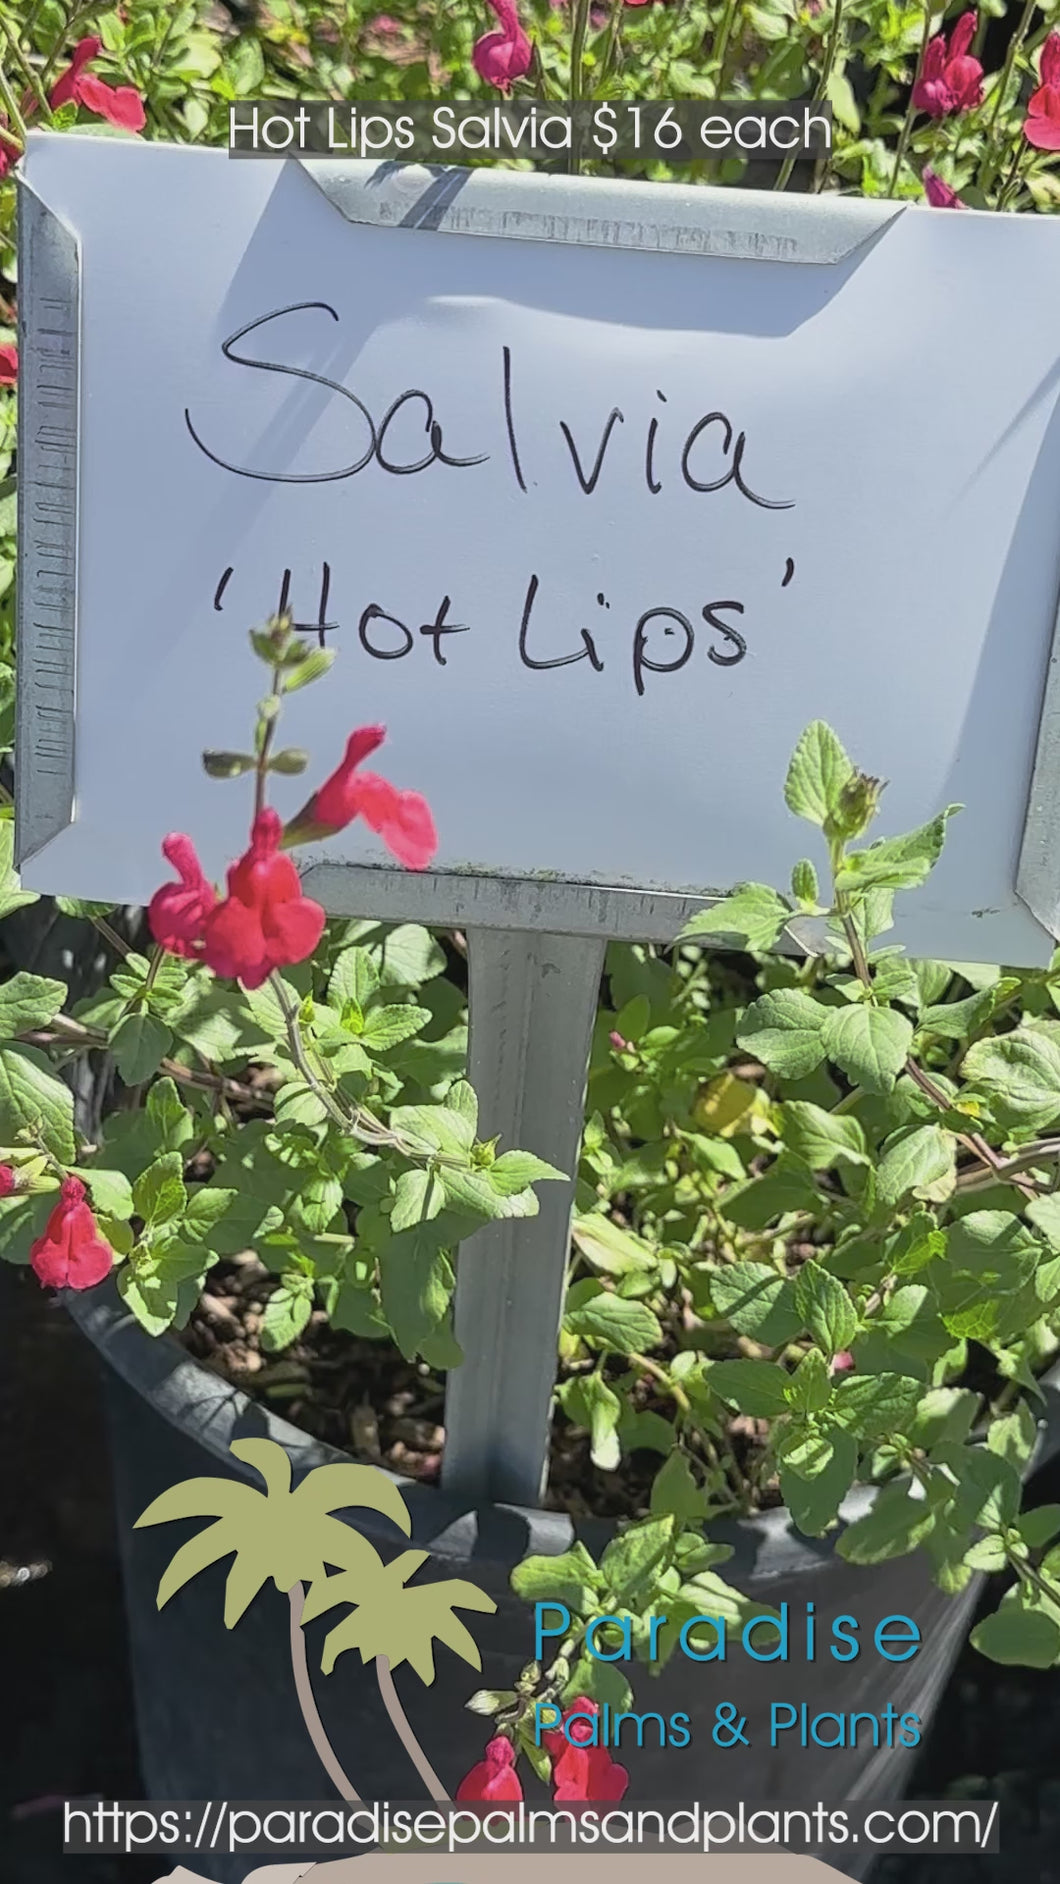 Hot Lips Salvia $16 each
Salvia
'Hot Lips'
Paradise
Palms & Plants
https://paradisepalmsandplants.com/